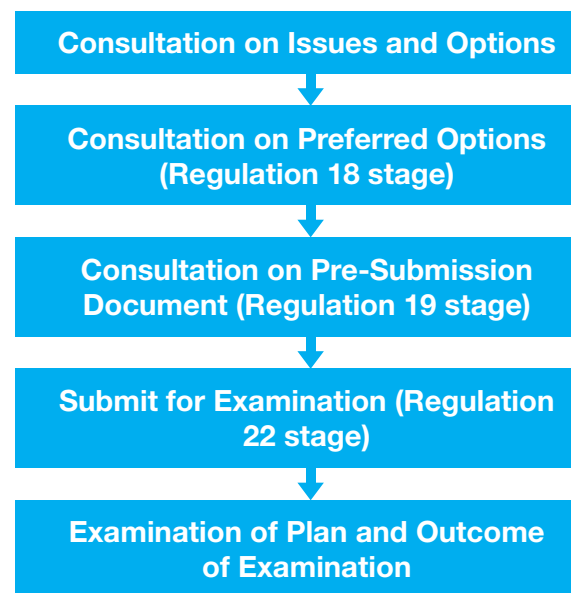 Consultation on Issues and Options
Consultation on Preferred Options
(Regulation 18 stage)
Consultation on Pre-Submission
Document (Regulation 19 stage)
Submit for Examination (Regulation
22 stage)
Examination of Plan and Outcome
of Examination